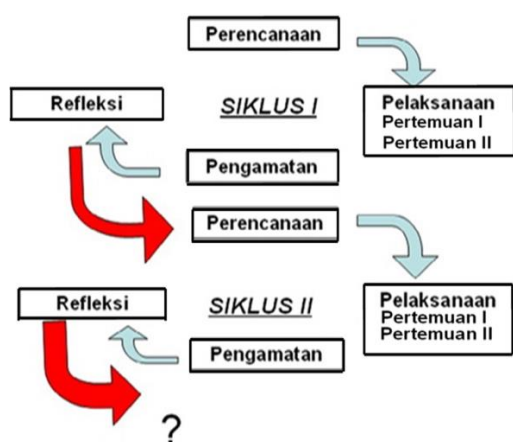 Perencanaan
Refleksi
SIKLUS I
Pelaksanaan
Pertemuan I
Pertemuan II
Pengamatan
Perencanaan
Refleksi
SIKLUS II
Pelaksanaan
Pertemuan I
Pertemuan II
Pengamatan
?